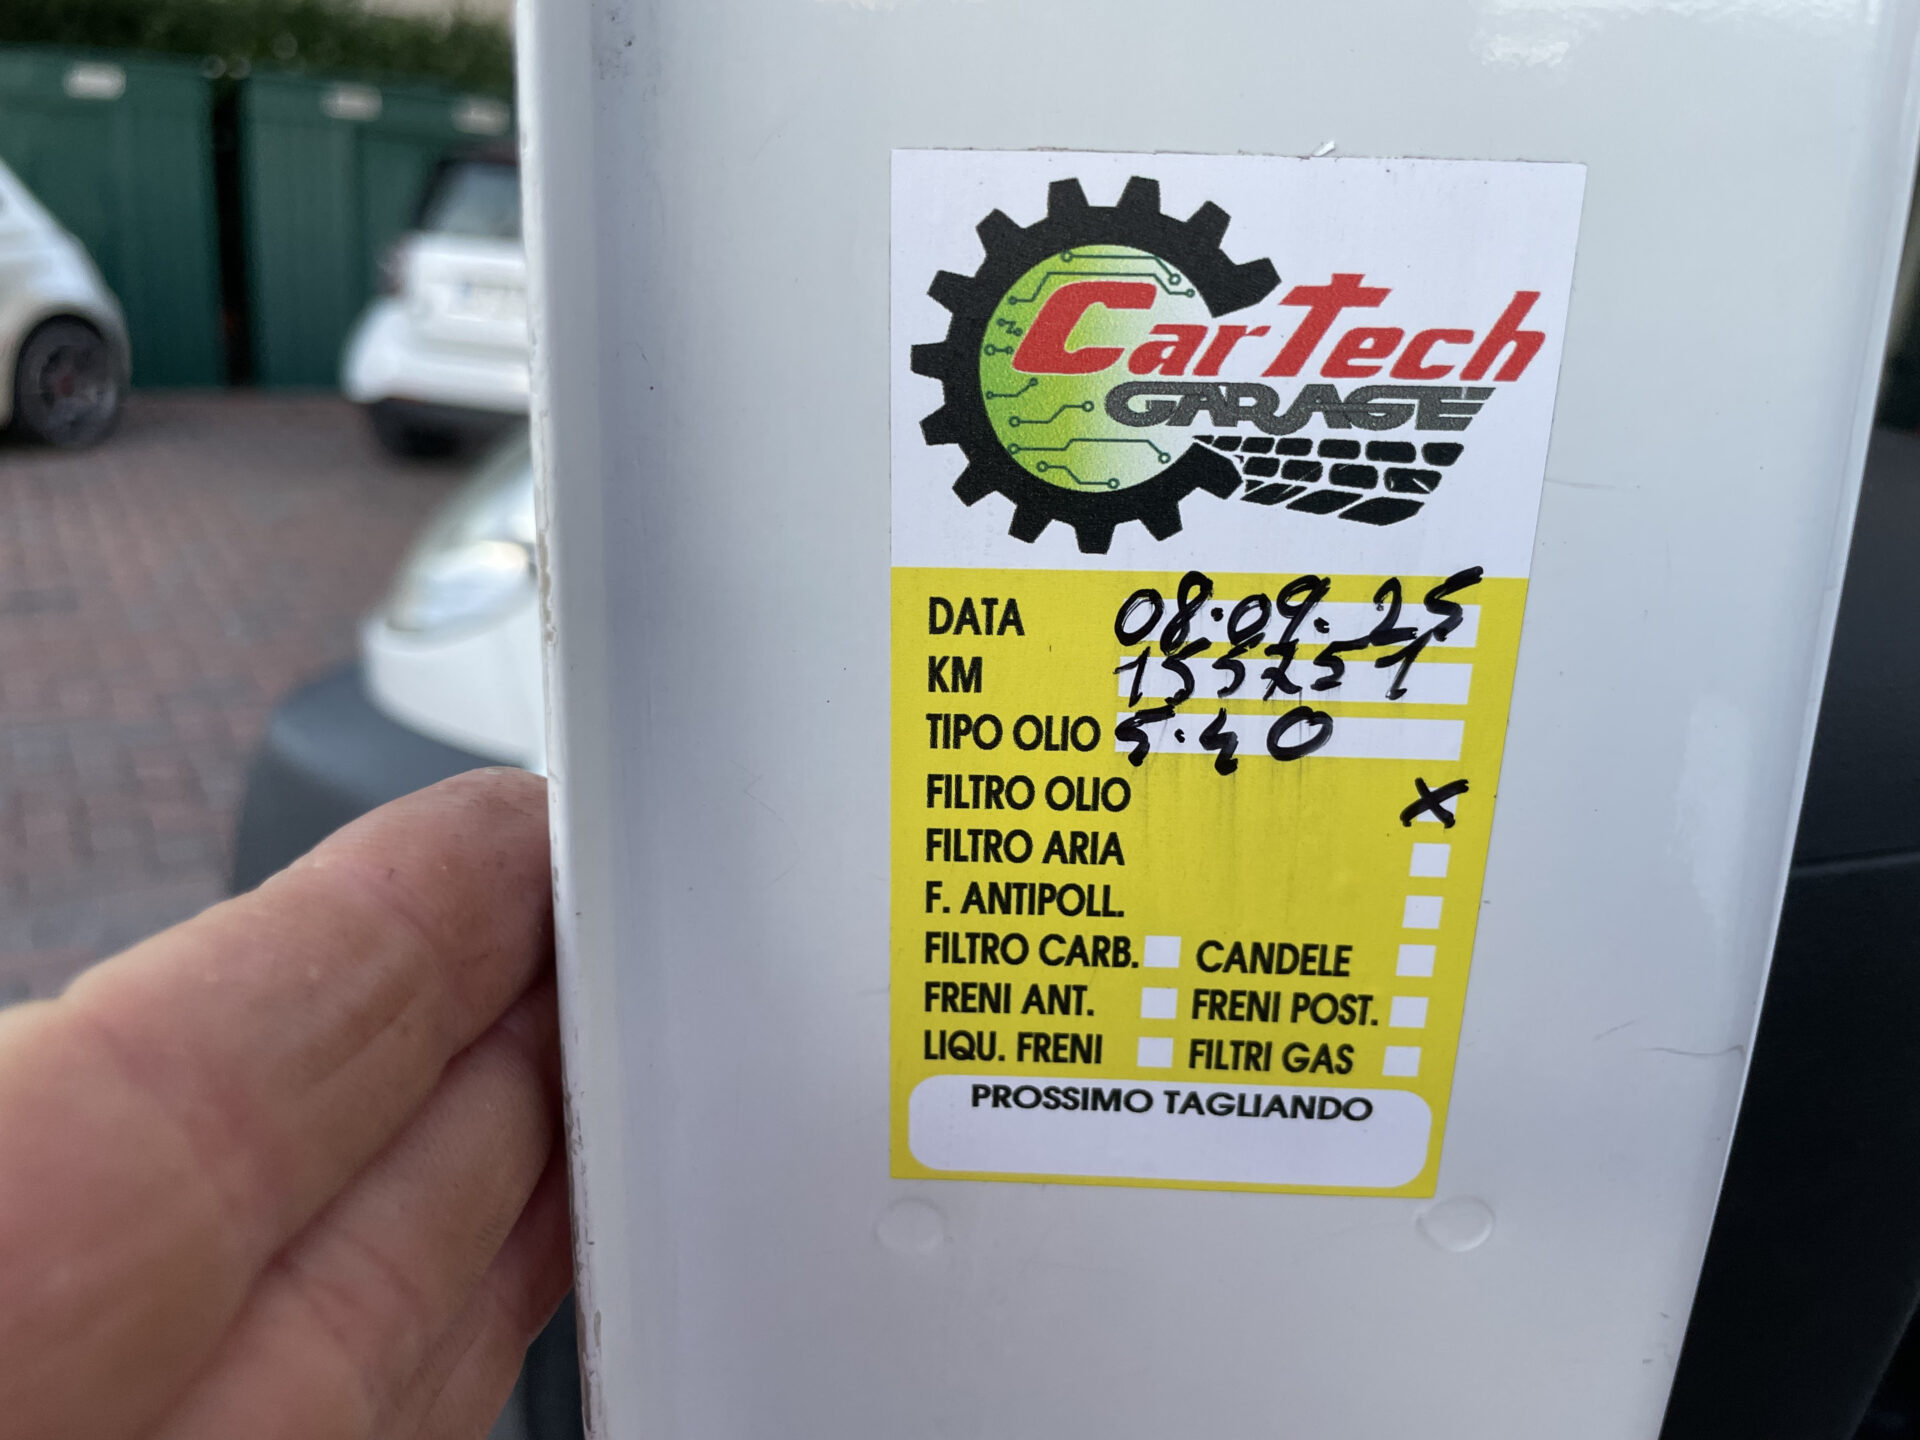 CarTech
GARAGE
DATA 08.09.25
KM 155751
TIPO OLIO 5.40
FILTRO OLIO X
FILTRO ARIA
F. ANTIPOLL.
FILTRO CARB. CANDELE
FRENI ANT. FRENI POST.
LIQU. FRENI FILTRI GAS
PROSSIMO TAGLIANDO